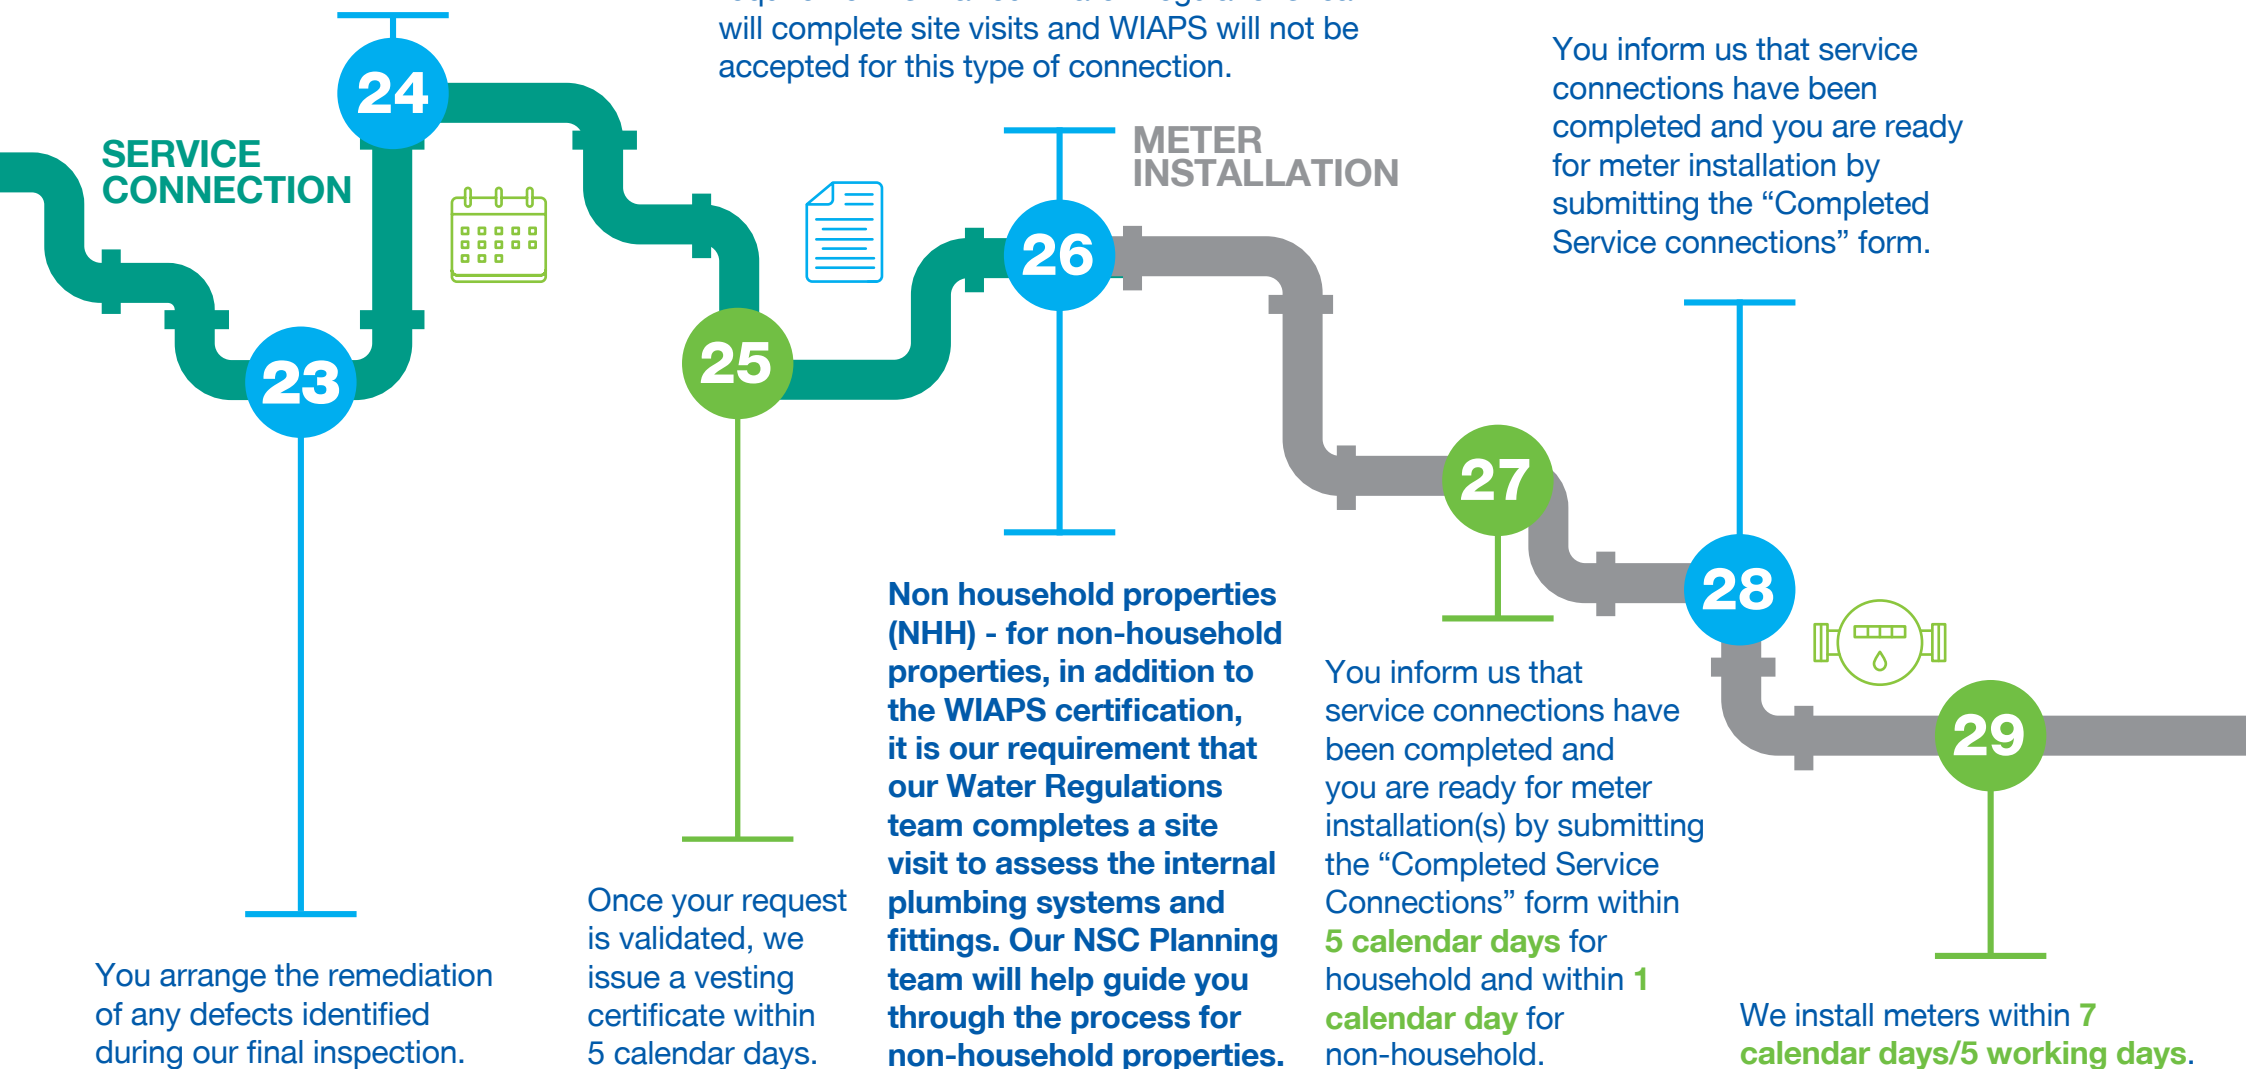 will complete site visits and WIAPS will not be
accepted for this type of connection.
You inform us that service
connections have been
completed and you are ready
for meter installation by
submitting the “Completed
Service connections” form.
24
SERVICE
CONNECTION
METER
INSTALLATION
26
25
23
27
28
29
You arrange the remediation
of any defects identified
during our final inspection.
Once your request
is validated, we
issue a vesting
certificate within
5 calendar days.
Non household properties
(NHH) - for non-household
properties, in addition to
the WIAPS certification,
it is our requirement that
our Water Regulations
team completes a site
visit to assess the internal
plumbing systems and
fittings. Our NSC Planning
team will help guide you
through the process for
non-household properties.
You inform us that
service connections have
been completed and
you are ready for meter
installation(s) by submitting
the “Completed Service
Connections” form within
5 calendar days for
household and within 1
calendar day for
non-household.
We install meters within 7
calendar days/5 working days.